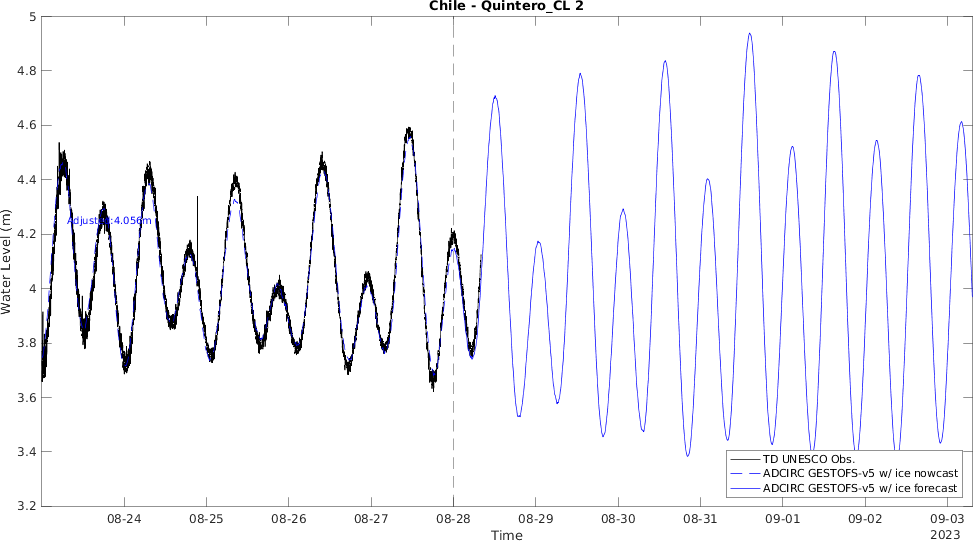 Chile - Quintero_CL 2
5
4.8
4.6
4.4
4.2
4
3.8
3.6
3.4
3.2
Water Level (m)
4.056m
TD UNESCO Obs.
ADCIRC GESTOFS-v5 w/ ice nowcast
ADCIRC GESTOFS-v5 w/ ice forecast
08-24 08-25 08-26 08-27 08-28 08-29 08-30 08-31 09-01 09-02 09-03
Time
2023